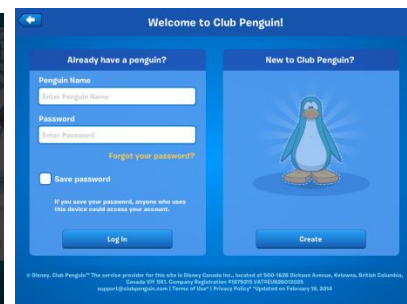 Welcome to Club Penguin!
Already have a penguin?
Penguin Name
Enter Penguin Name
Password
Enter Password
Forgot your password?
Save password
If you save your password, anyone who uses
this device could access your account.
Log In
New to Club Penguin?
Create
© Disney. Club Penguin™ The service provider for this site is Disney Canada Inc., located at 500-1628 Dickson Avenue, Kelowna, British Columbia,
Canada V1Y 9X1. Company Registration
support@clubpenguin.com | Terms of Use* | Privacy Policy* *Updated on February 19, 2014